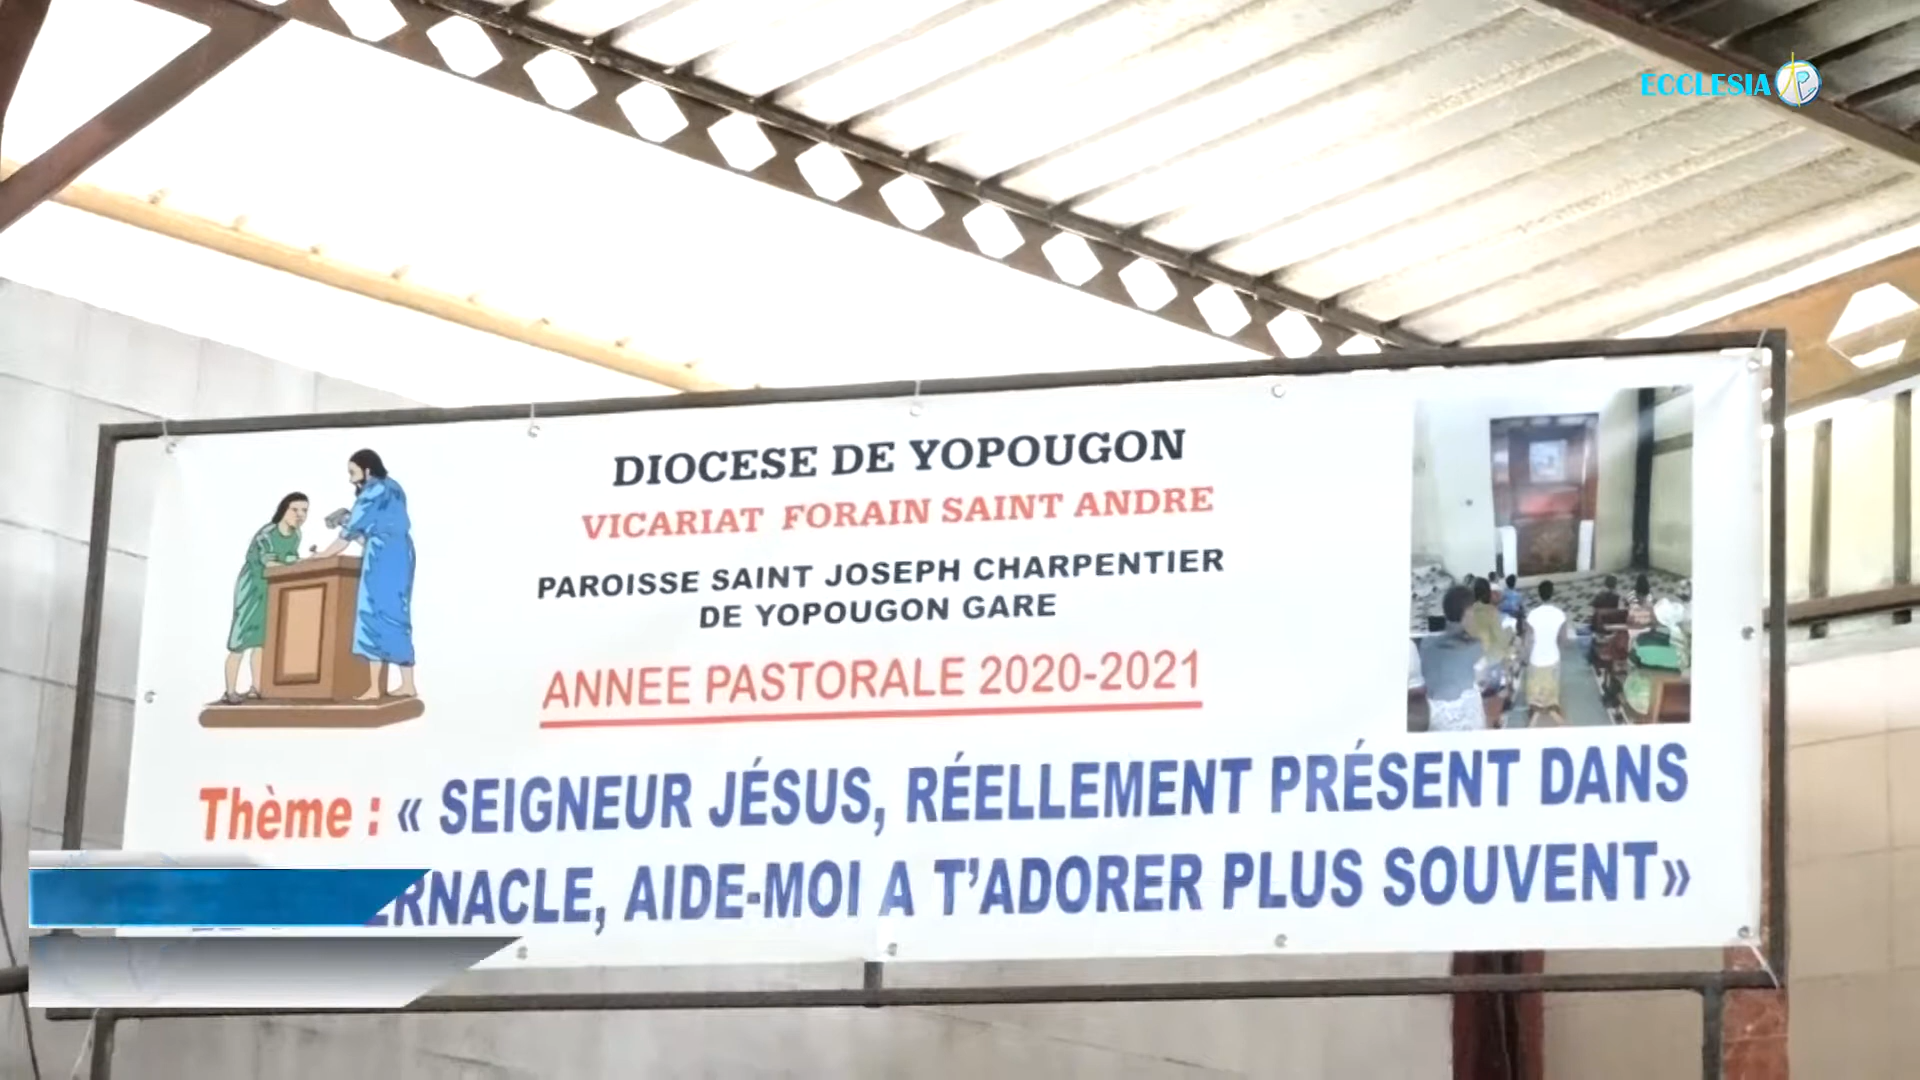 ECCLESIA
DIOCESE DE YOPOUGON
VICARIAT FORAIN SAINT ANDRE
PAROISSE SAINT JOSEPH CHARPENTIER
DE YOPOUGON GARE
ANNEE PASTORALE 2020-2021
Thème : « SEIGNEUR JÉSUS, RÉELLEMENT PRÉSENT DANS
AIDE-MOI A T'ADORER PLUS SOUVENT»